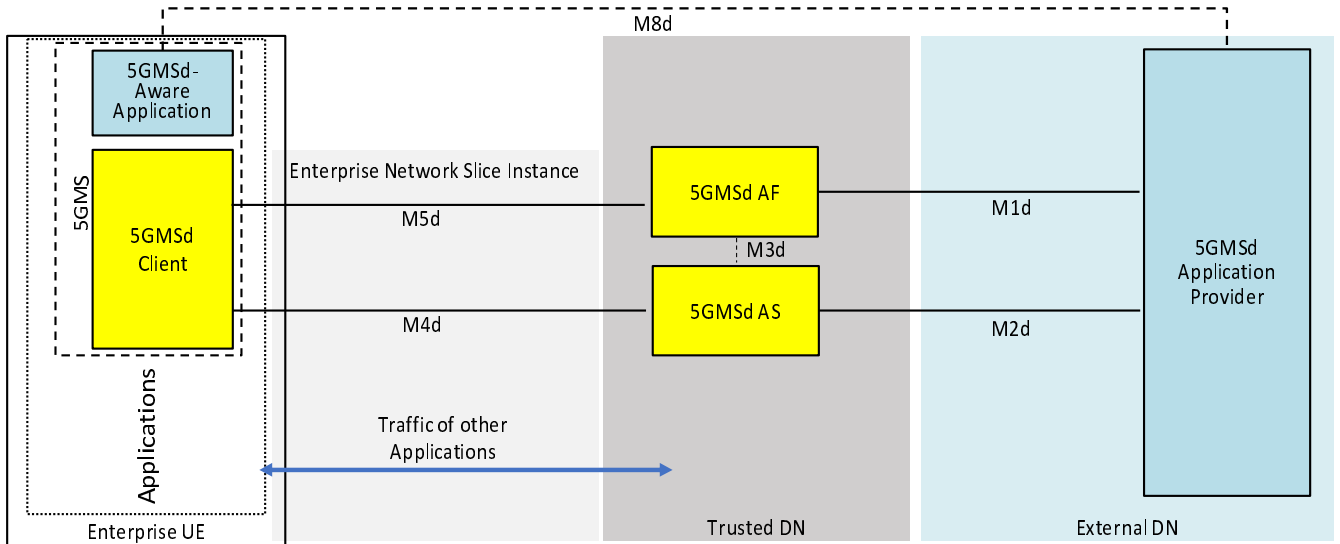 M8d
5GMSd-
Aware
Application
5GMS
5GMSd
Client
Applications
Enterprise UE
Enterprise Network Slice Instance
M5d
M4d
Traffic of other
Applications
5GMSd AF
M3d
5GMSd AS
Trusted DN
M1d
M2d
5GMSd
Application
Provider
External DN